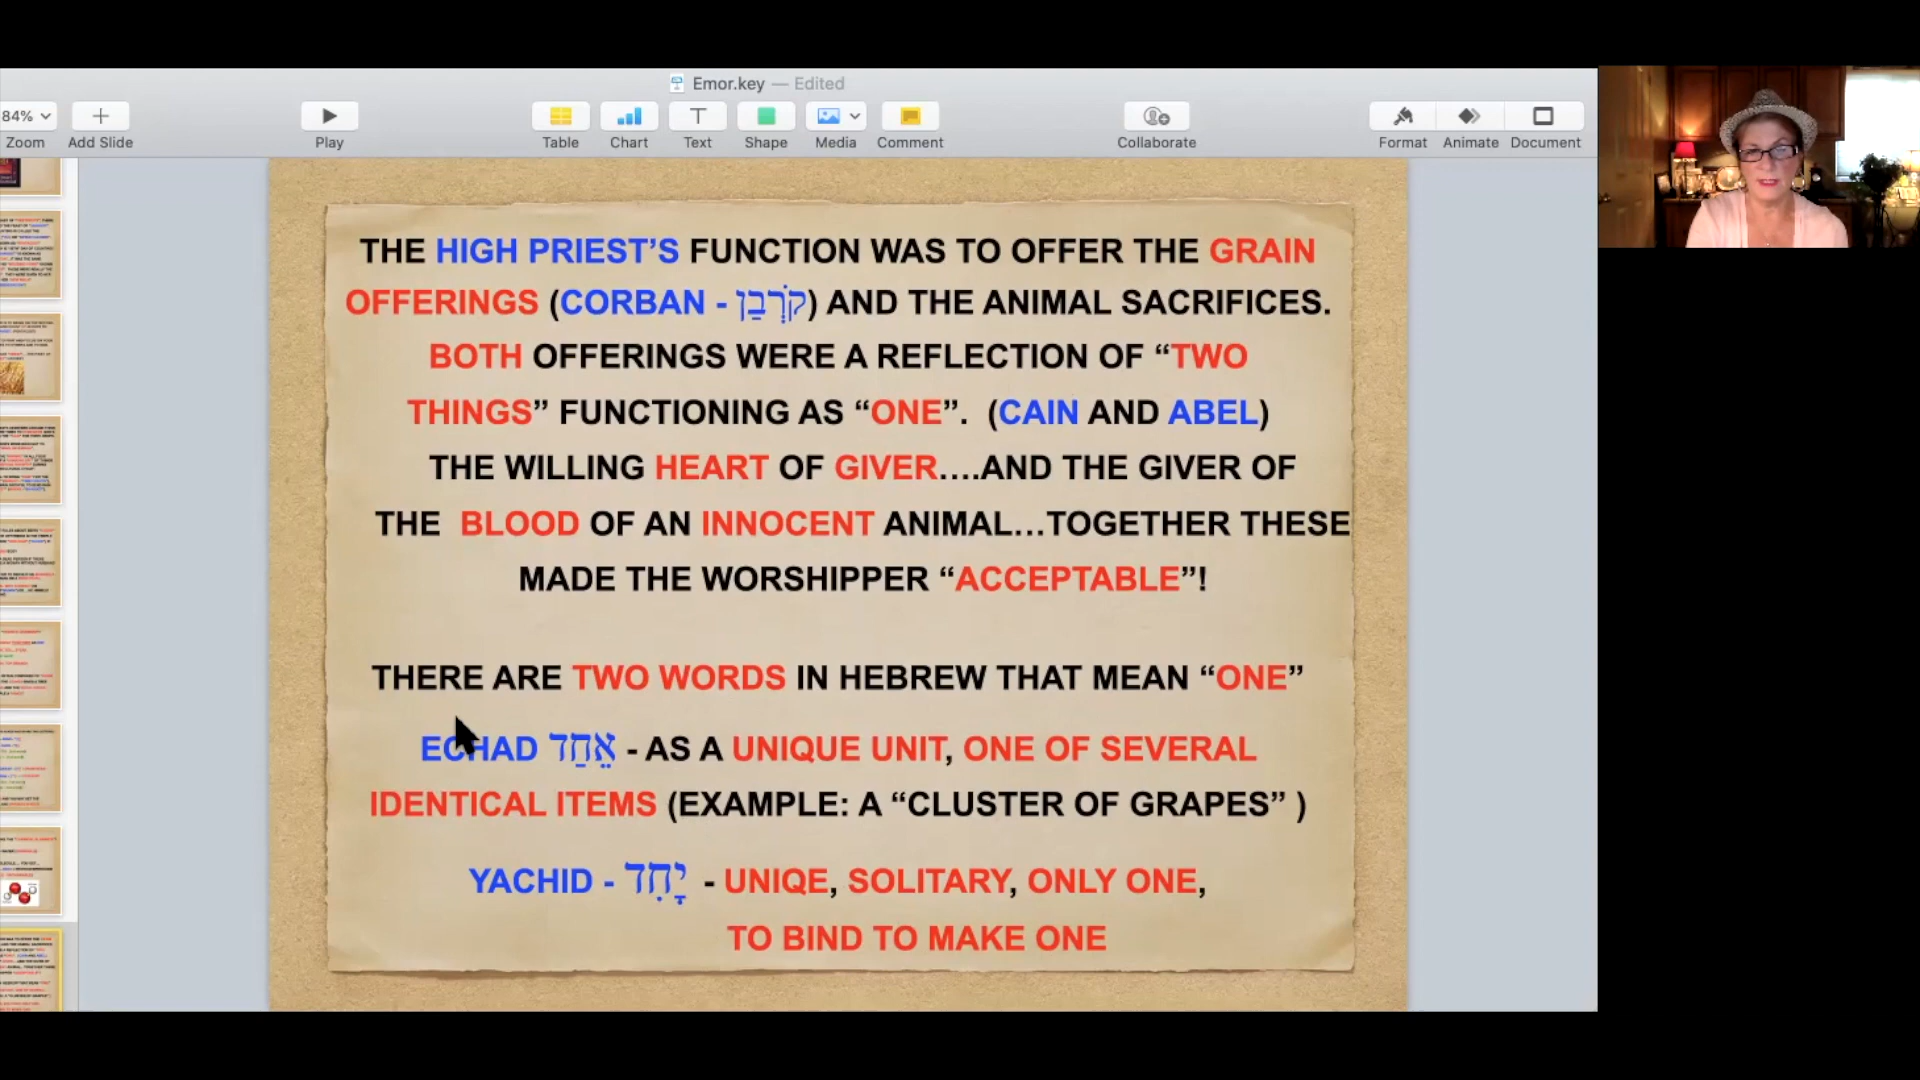 Emor.key — Edited
84%
Zoom
Add Slide
Play
Table
Chart
Text
Shape
Media
Comment
Collaborate
Format
Animate
Document
THE HIGH PRIEST’S FUNCTION WAS TO OFFER THE GRAIN
OFFERINGS (CORBAN - קֹרְבַן) AND THE ANIMAL SACRIFICES.
BOTH OFFERINGS WERE A REFLECTION OF “TWO
THINGS” FUNCTIONING AS “ONE”. (CAIN AND ABEL)
THE WILLING HEART OF GIVER....AND THE GIVER OF
THE BLOOD OF AN INNOCENT ANIMAL...TOGETHER THESE
MADE THE WORSHIPPER “ACCEPTABLE”!
THERE ARE TWO WORDS IN HEBREW THAT MEAN “ONE”
ECHAD אֵחַד - AS A UNIQUE UNIT, ONE OF SEVERAL
IDENTICAL ITEMS (EXAMPLE: A “CLUSTER OF GRAPES” )
YACHID - יָחִד - UNIQE, SOLITARY, ONLY ONE,
TO BIND TO MAKE ONE